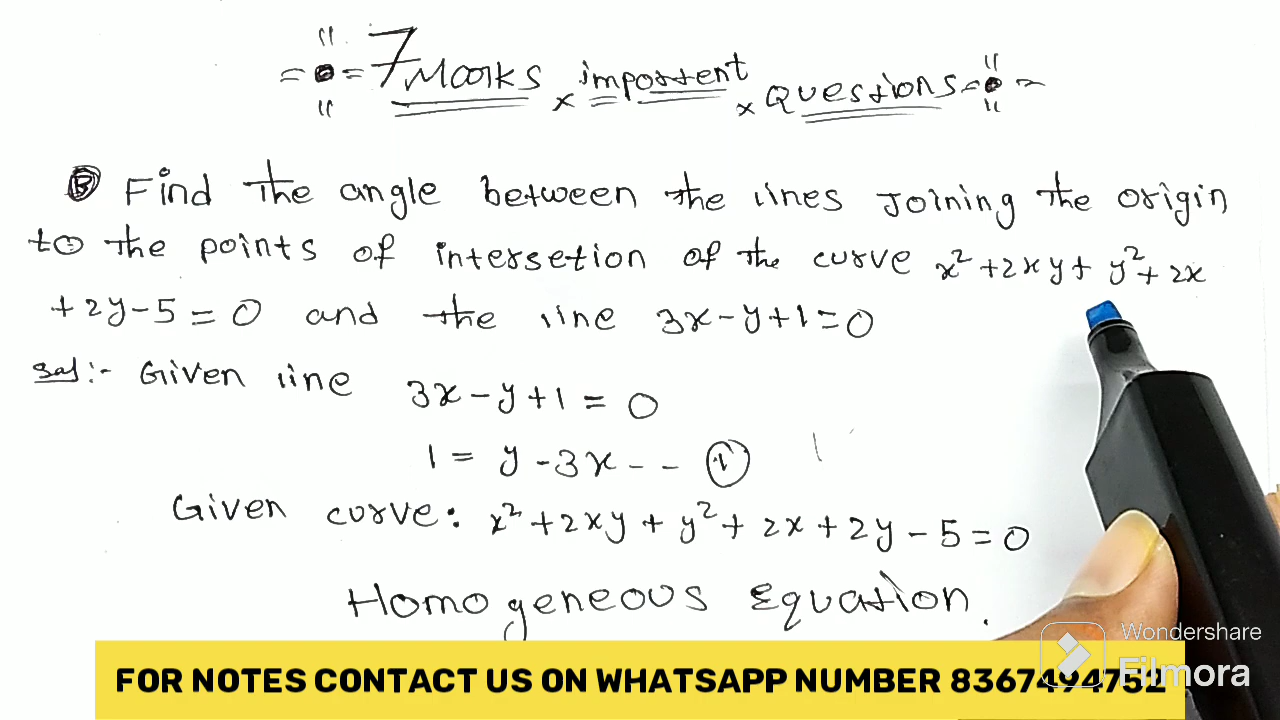 7 Marks × importent × Questions
Ⓑ Find the angle between the lines Joining the origin
to the points of intersetion of the curve x² + 2xy + y² + 2x
+ 2y - 5 = 0 and the line 3x - y + 1 = 0
Sol:- Given line 3x - y + 1 = 0
1 = y - 3x - - ①
Given curve: x² + 2xy + y² + 2x + 2y - 5 = 0
Homogeneous Equation.
Wondershare
Filmora
FOR NOTES CONTACT US ON WHATSAPP NUMBER 8367494752